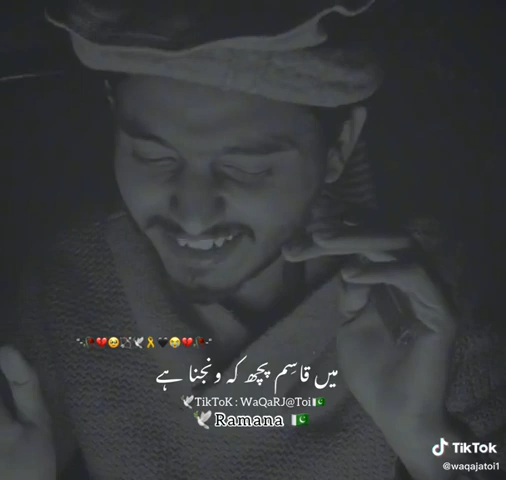 میں قاسم پچھ کہ ونجنا ہے
🕊TikToK : WaQaRJ@Toi🇵🇰
🕊 Ramana 🇵🇰
TikTok
@waqajatoi1